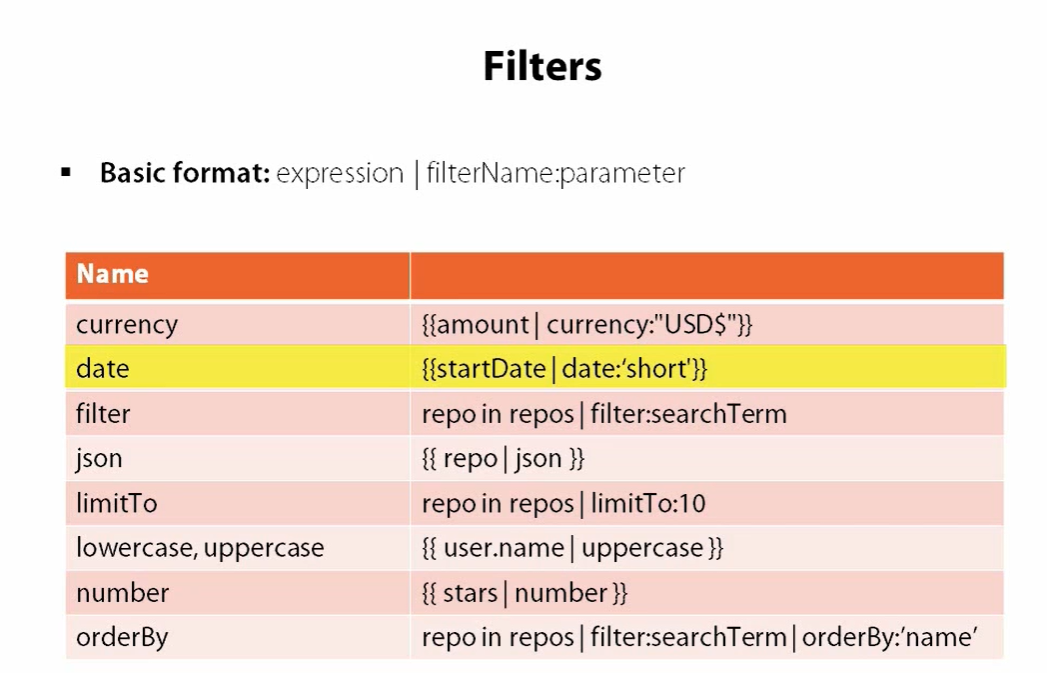 Filters
▪ Basic format: expression | filterName:parameter
Name
currency {{amount | currency:"USD$"}}
date {{startDate | date:‘short'}}
filter repo in repos | filter:searchTerm
json {{ repo | json }}
limitTo repo in repos | limitTo:10
lowercase, uppercase {{ user.name | uppercase }}
number {{ stars | number }}
orderBy repo in repos | filter:searchTerm | orderBy:’name’